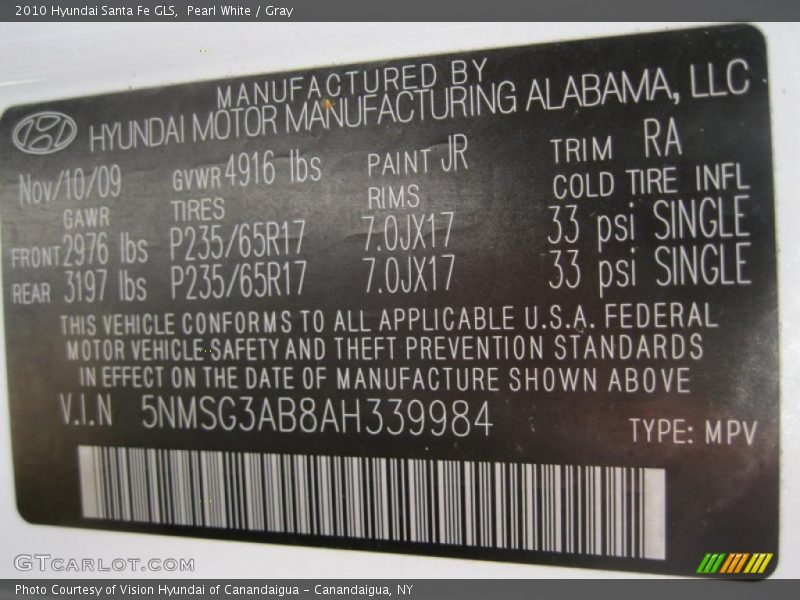 2010 Hyundai Santa Fe GLS,  Pearl White / Gray
MANUFACTURED BY
HYUNDAI MOTOR MANUFACTURING ALABAMA, LLC
Nov/10/09 GVWR 4916 lbs PAINT JR TRIM RA
GAWR TIRES RIMS COLD TIRE INFL
FRONT 2976 lbs P235/65R17 7.0JX17 33 psi SINGLE
REAR 3197 lbs P235/65R17 7.0JX17 33 psi SINGLE
THIS VEHICLE CONFORMS TO ALL APPLICABLE U.S.A. FEDERAL
MOTOR VEHICLE SAFETY AND THEFT PREVENTION STANDARDS
IN EFFECT ON THE DATE OF MANUFACTURE SHOWN ABOVE
V.I.N 5NMSG3AB8AH339984
TYPE: MPV
GTcarlot.com
Photo Courtesy of Vision Hyundai of Canandaigua - Canandaigua, NY